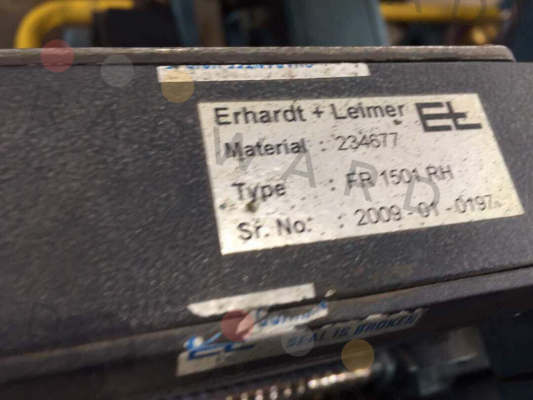 Erhardt + Leimer
Material : 234677
Type : FR 1501 RH
Sr. No: : 2009 - 01 - 0197
SEAL IS BROKEN